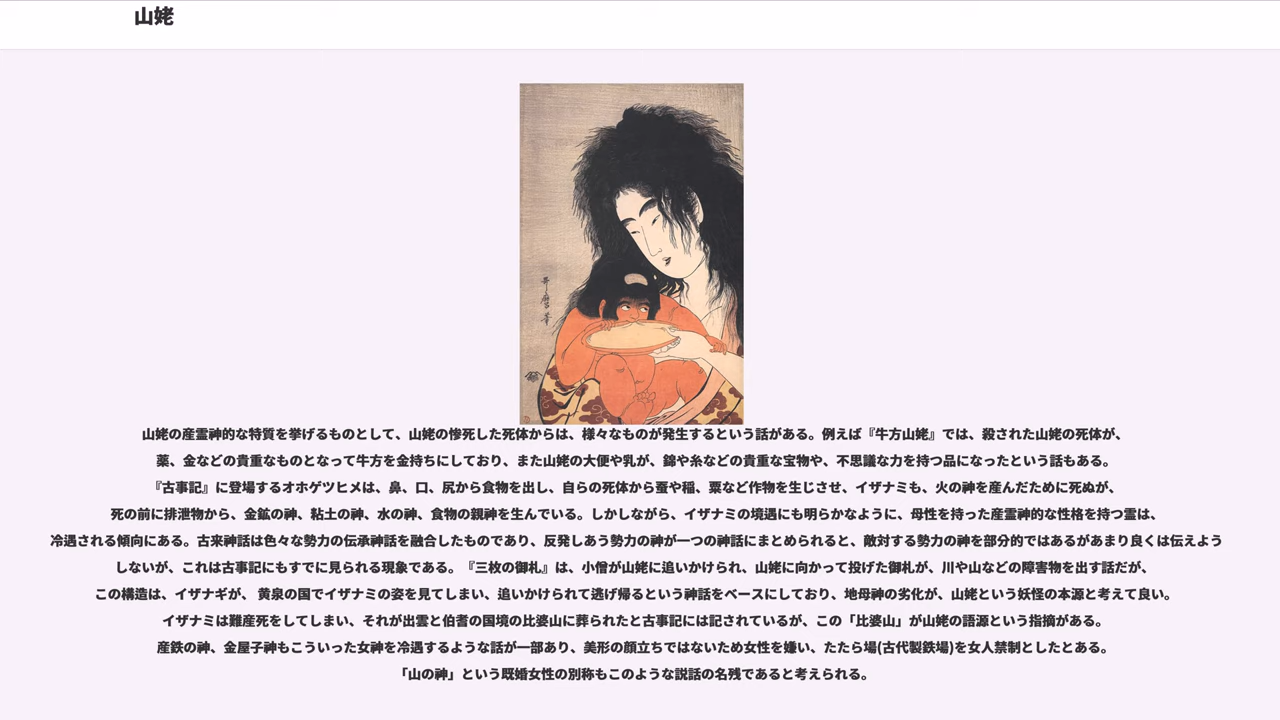 山姥
哥麿筆
山姥の産霊神的な特質を挙げるものとして、山姥の惨死した死体からは、様々なものが発生するという話がある。例えば『牛方山姥』では、殺された山姥の死体が、
薬、金などの貴重なものとなって牛方を金持ちにしており、また山姥の大便や乳が、錦や糸などの貴重な宝物や、不思議な力を持つ品になったという話もある。
『古事記』に登場するオホゲツヒメは、鼻、口、尻から食物を出し、自らの死体から蚕や稲、粟など作物を生じさせ、イザナミも、火の神を産んだために死ぬが、
死の前に排泄物から、金鉱の神、粘土の神、水の神、食物の親神を生んでいる。しかしながら、イザナミの境遇にも明らかなように、母性を持った産霊神的な性格を持つ霊は、
冷遇される傾向にある。古来神話は色々な勢力の伝承神話を融合したものであり、反発しあう勢力の神が一つの神話にまとめられると、敵対する勢力の神を部分的ではあるがあまり良くは伝えよう
しないが、これは古事記にもすでに見られる現象である。『三枚の御札』は、小僧が山姥に追いかけられ、山姥に向かって投げた御札が、川や山などの障害物を出す話だが、
この構造は、イザナギが、 黄泉の国でイザナミの姿を見てしまい、追いかけられて逃げ帰るという神話をベースにしており、地母神の劣化が、山姥という妖怪の本源と考えて良い。
イザナミは難産死をしてしまい、それが出雲と伯耆の国境の比婆山に葬られたと古事記には記されているが、この「比婆山」が山姥の語源という指摘がある。
産鉄の神、金屋子神もこういった女神を冷遇するような話が一部あり、美形の顔立ちではないため女性を嫌い、たたら場(古代製鉄場)を女人禁制としたとある。
「山の神」という既婚女性の別称もこのような説話の名残であると考えられる。